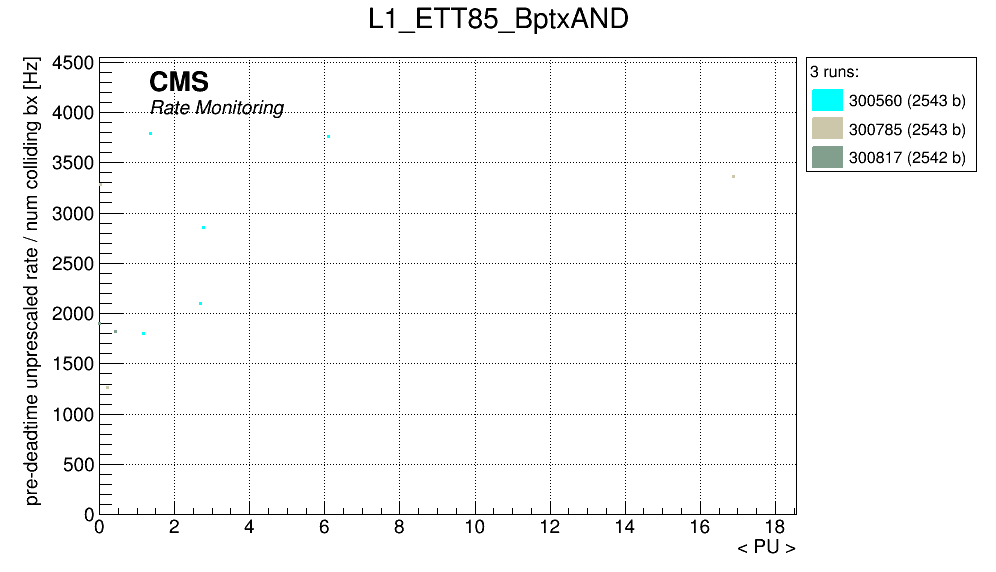 L1_ETT85_BptxAND
pre-deadtime unprescaled rate / num colliding bx [Hz]
4500
4000
3500
3000
2500
2000
1500
1000
500
0
CMS
Rate Monitoring
3 runs:
300560 (2543 b)
300785 (2543 b)
300817 (2542 b)
0 2 4 6 8 10 12 14 16 18
< PU >